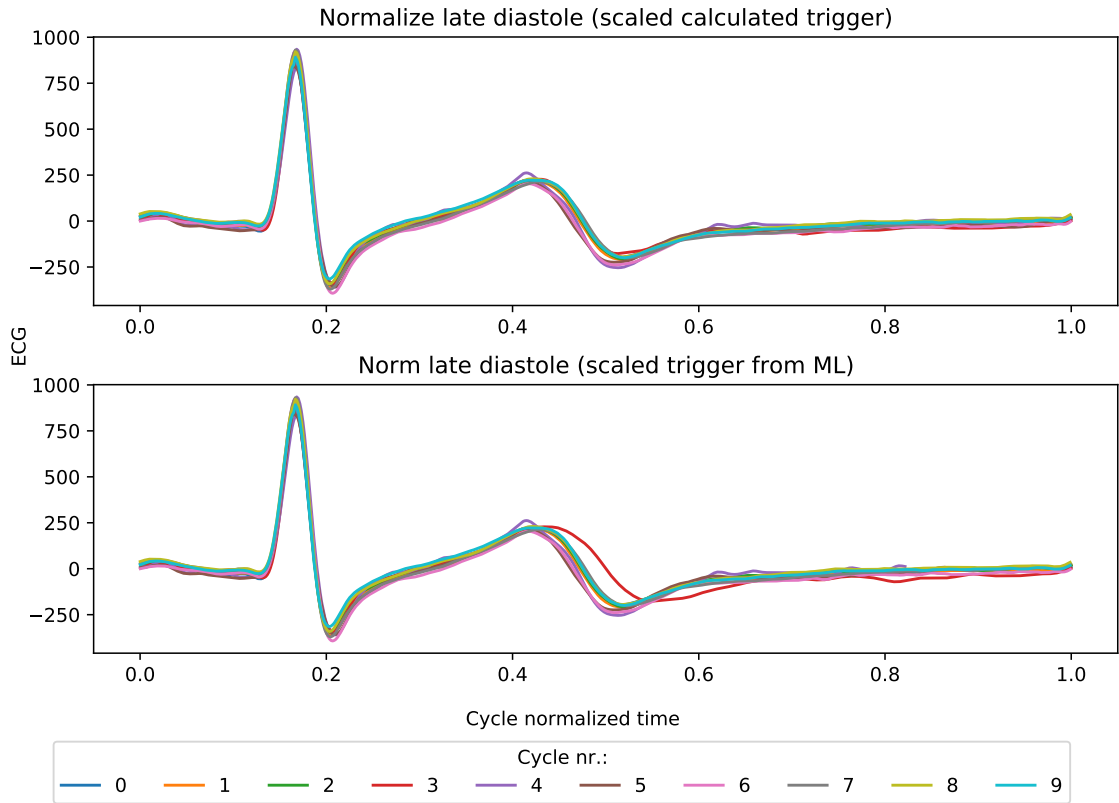 Normalize late diastole (scaled calculated trigger)
1000
750
500
250
0
−250
0.0 0.2 0.4 0.6 0.8 1.0
ECG
Norm late diastole (scaled trigger from ML)
1000
750
500
250
0
−250
0.0 0.2 0.4 0.6 0.8 1.0
Cycle normalized time
Cycle nr.:
0 1 2 3 4 5 6 7 8 9